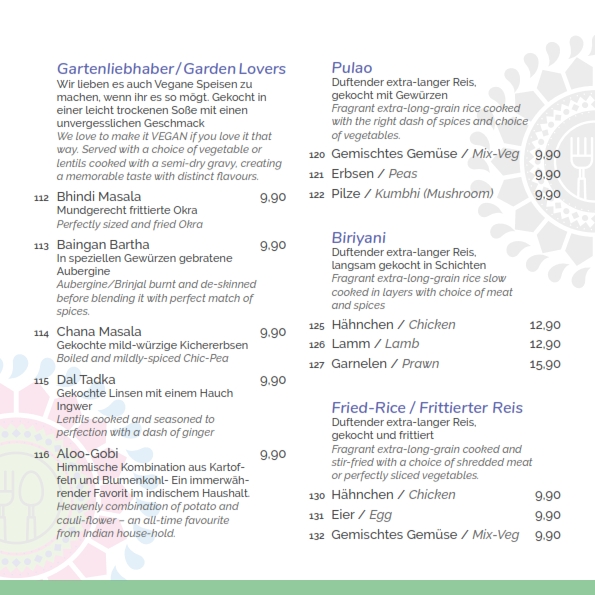 Gartenliebhaber / Garden Lovers
Wir lieben es auch Vegane Speisen zu
machen, wenn ihr es so mögt. Gekocht in
einer leicht trockenen Soße mit einen
unvergesslichen Geschmack
We love to make it VEGAN if you love it that
way. Served with a choice of vegetable or
lentils cooked with a semi-dry gravy, creating
a memorable taste with distinct flavours.
112 Bhindi Masala 9,90
Mundgerecht frittierte Okra
Perfectly sized and fried Okra
113 Baingan Bartha 9,90
In speziellen Gewürzen gebratene
Aubergine
Aubergine/Brinjal burnt and de-skinned
before blending it with perfect match of
spices.
114 Chana Masala 9,90
Gekochte mild-würzige Kichererbsen
Boiled and mildly-spiced Chic-Pea
115 Dal Tadka 9,90
Gekochte Linsen mit einem Hauch
Ingwer
Lentils cooked and seasoned to
perfection with a dash of ginger
116 Aloo-Gobi 9,90
Himmlische Kombination aus Kartof-
feln und Blumenkohl- Ein immerwäh-
render Favorit im indischem Haushalt.
Heavenly combination of potato and
cauli-flower – an all-time favourite
from Indian house-hold.
Pulao
Duftender extra-langer Reis,
gekocht mit Gewürzen
Fragrant extra-long-grain rice cooked
with the right dash of spices and choice
of vegetables.
120 Gemischtes Gemüse / Mix-Veg 9,90
121 Erbsen / Peas 9,90
122 Pilze / Kumbhi (Mushroom) 9,90
Biriyani
Duftender extra-langer Reis,
langsam gekocht in Schichten
Fragrant extra-long-grain rice slow
cooked in layers with choice of meat
and spices
125 Hähnchen / Chicken 12,90
126 Lamm / Lamb 12,90
127 Garnelen / Prawn 15,90
Fried-Rice / Frittierter Reis
Duftender extra-langer Reis,
gekocht und frittiert
Fragrant extra-long-grain cooked and
stir-fried with a choice of shredded meat
or perfectly sliced vegetables.
130 Hähnchen / Chicken 9,90
131 Eier / Egg 9,90
132 Gemischtes Gemüse / Mix-Veg 9,90